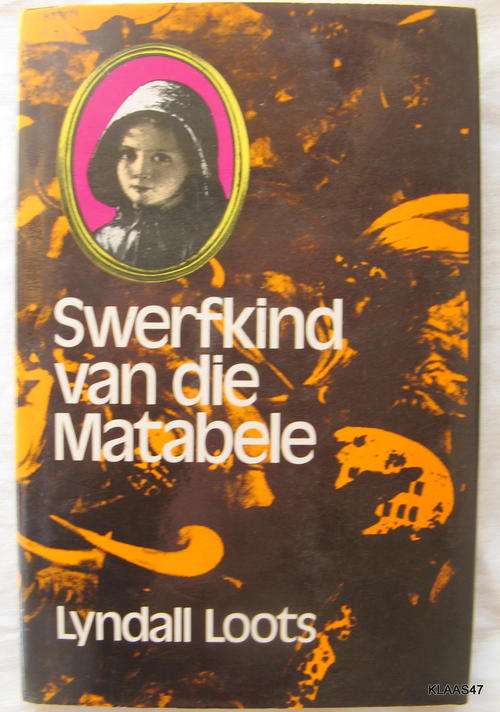 Swerfkind
van die
Matabele
Lyndall Loots
KLAAS47